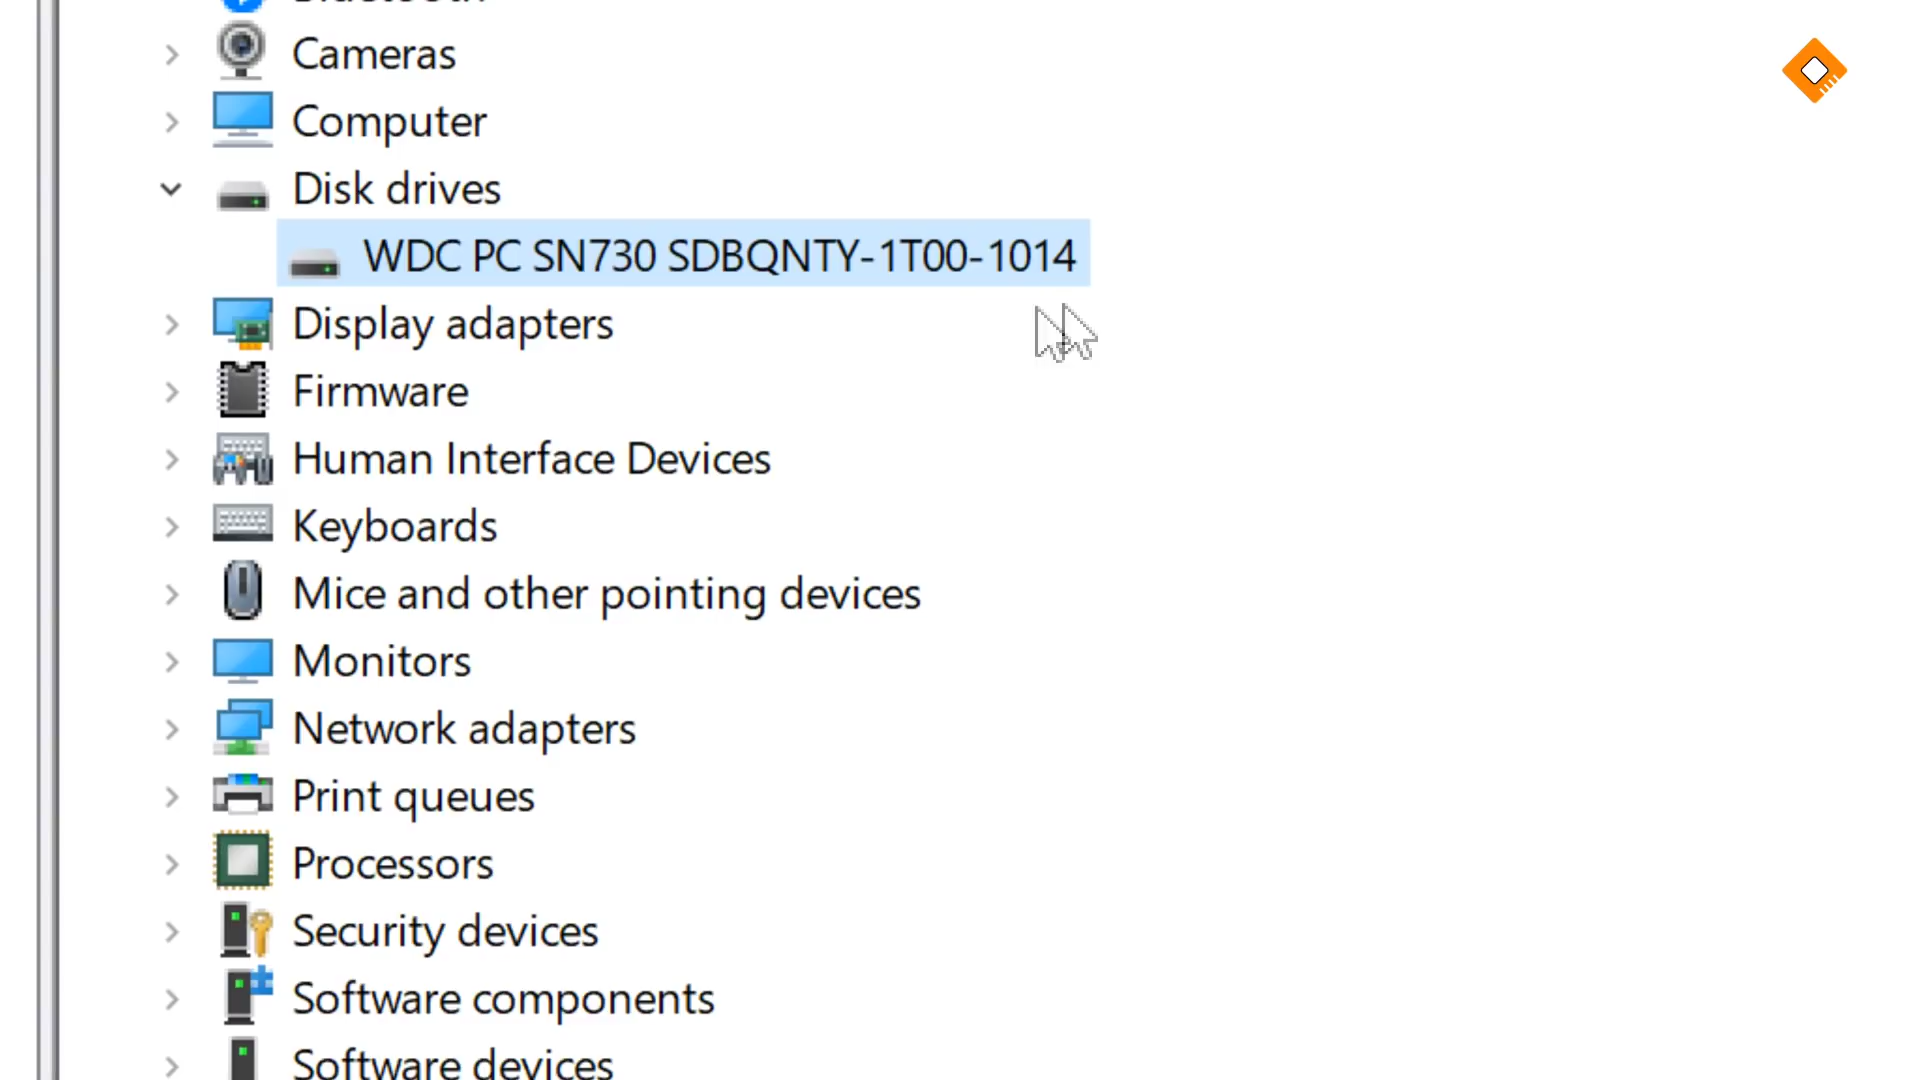 Bluetooth
Cameras
Computer
Disk drives
WDC PC SN730 SDBQNTY-1T00-1014
Display adapters
Firmware
Human Interface Devices
Keyboards
Mice and other pointing devices
Monitors
Network adapters
Print queues
Processors
Security devices
Software components
Software devices